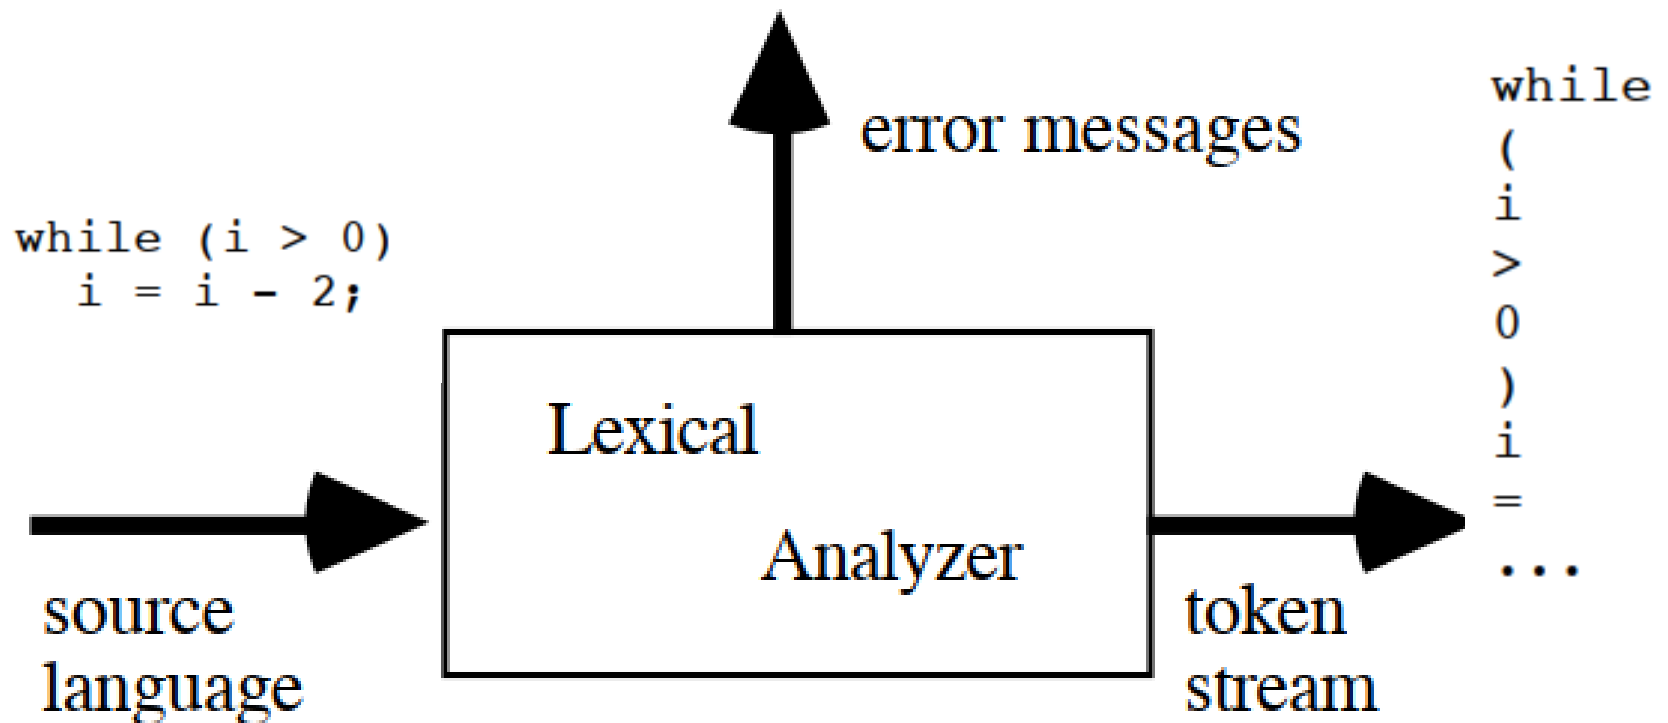 while (i > 0)
i = i - 2;
source
language
Lexical
Analyzer
error messages
token
stream
while
(
i
>
0
)
i
=
...